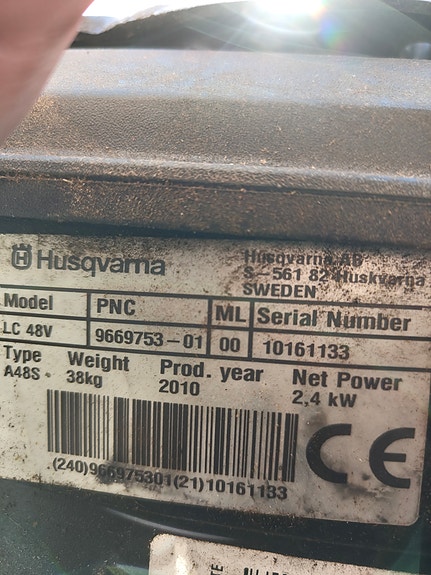 Husqvarna
Husqvarna AB
S - 561 82 Huskvarna
SWEDEN
Model PNC ML Serial Number
LC 48V 9669753-01 00 10161133
Type Weight Prod. year Net Power
A48S 38kg 2010 2,4 kW
(240)966975301(21)10161133
CE